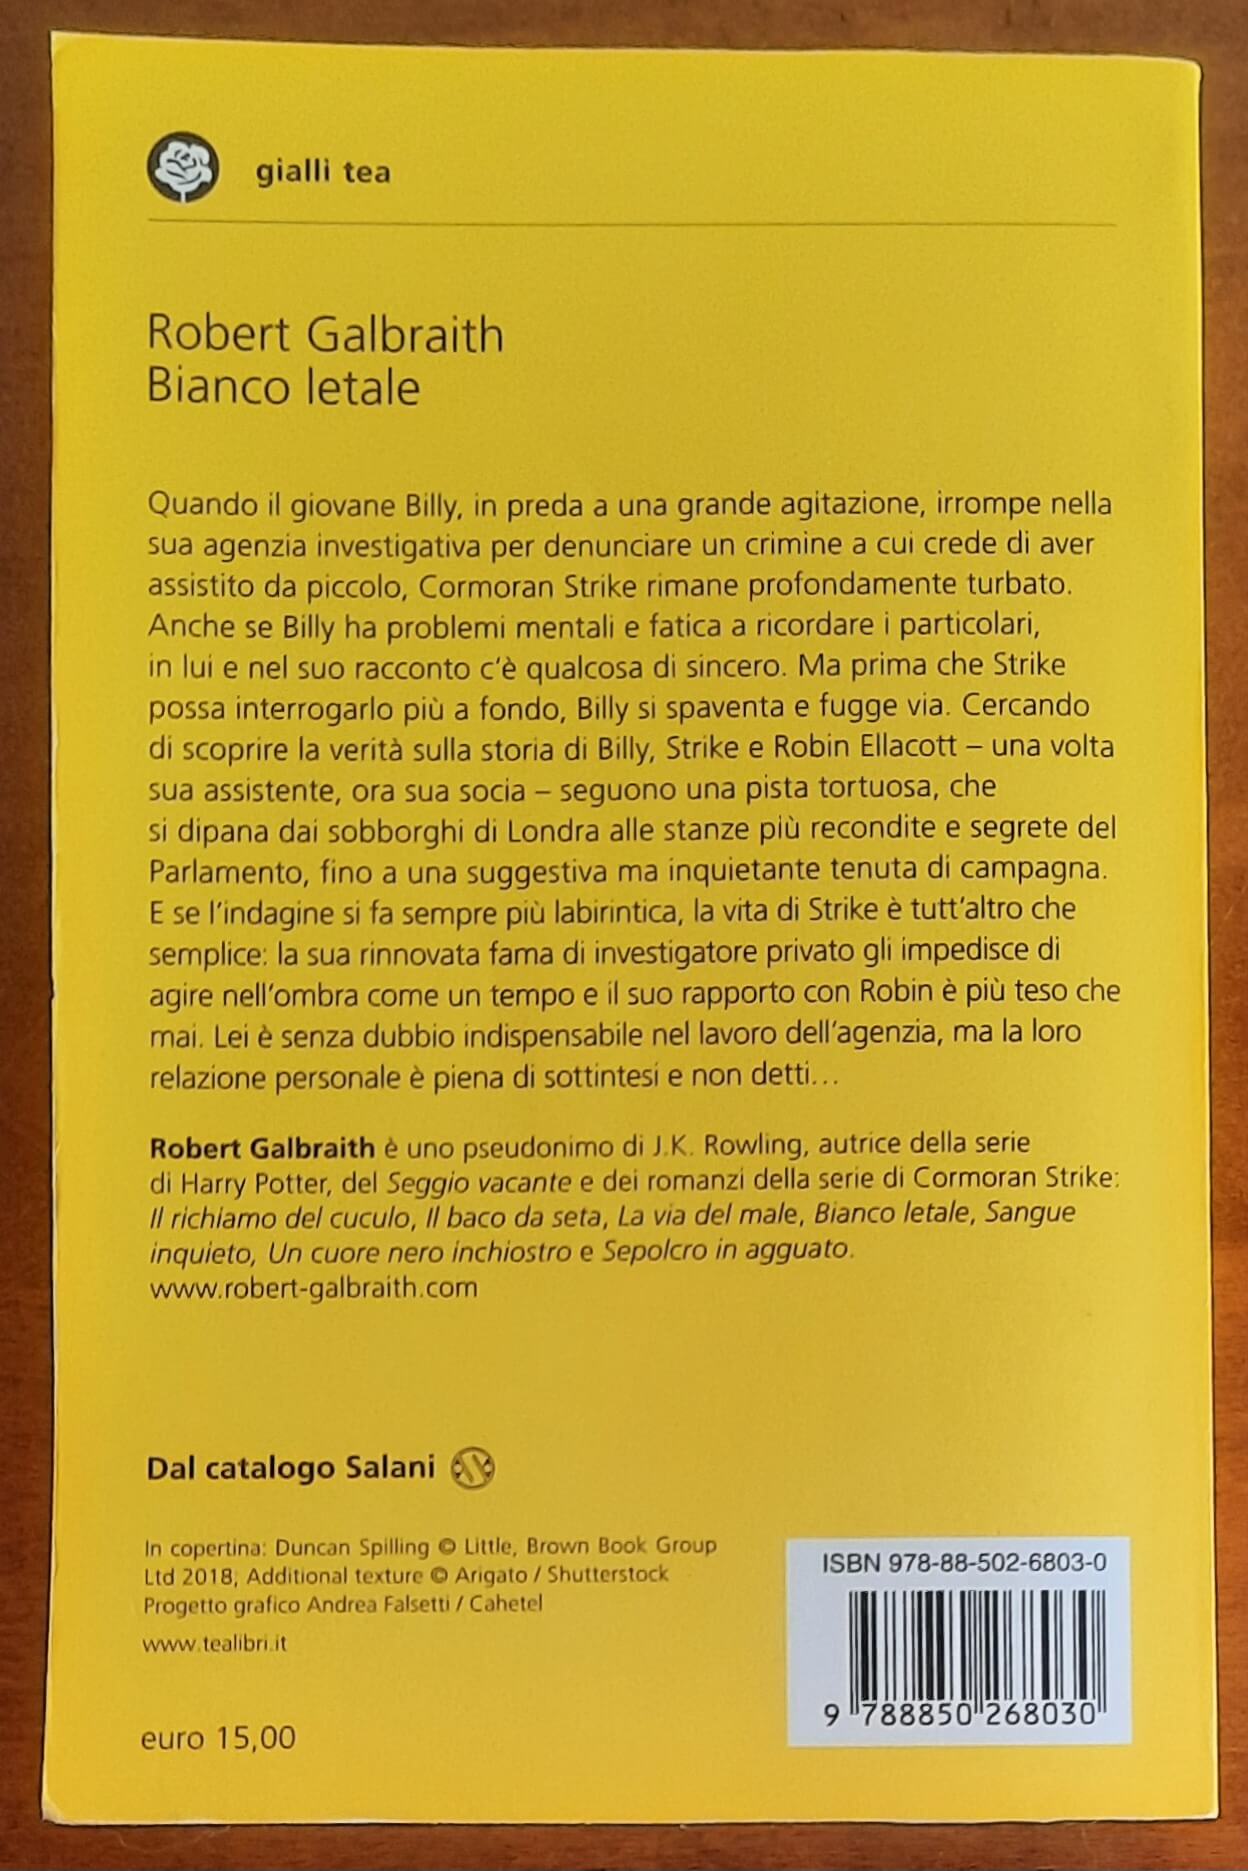 gialli tea
Robert Galbraith
Bianco letale
Quando il giovane Billy, in preda a una grande agitazione, irrompe nella
sua agenzia investigativa per denunciare un crimine a cui crede di aver
assistito da piccolo, Cormoran Strike rimane profondamente turbato.
Anche se Billy ha problemi mentali e fatica a ricordare i particolari,
in lui e nel suo racconto c'è qualcosa di sincero. Ma prima che Strike
possa interrogarlo più a fondo, Billy si spaventa e fugge via. Cercando
di scoprire la verità sulla storia di Billy, Strike e Robin Ellacott – una volta
sua assistente, ora sua socia – seguono una pista tortuosa, che
si dipana dai sobborghi di Londra alle stanze più recondite e segrete del
Parlamento, fino a una suggestiva ma inquietante tenuta di campagna.
E se l'indagine si fa sempre più labirintica, la vita di Strike è tutt'altro che
semplice: la sua rinnovata fama di investigatore privato gli impedisce di
agire nell'ombra come un tempo e il suo rapporto con Robin è più teso che
mai. Lei è senza dubbio indispensabile nel lavoro dell'agenzia, ma la loro
relazione personale è piena di sottintesi e non detti…
Robert Galbraith è uno pseudonimo di J.K. Rowling, autrice della serie
di Harry Potter, del Seggio vacante e dei romanzi della serie di Cormoran Strike:
Il richiamo del cuculo, Il baco da seta, La via del male, Bianco letale, Sangue
inquieto, Un cuore nero inchiostro e Sepolcro in agguato.
www.robert-galbraith.com
Dal catalogo Salani
In copertina: Duncan Spilling © Little, Brown Book Group
Ltd 2018; Additional texture © Arigato / Shutterstock
Progetto grafico Andrea Falsetti / Cahetel
www.tealibri.it
euro 15,00
ISBN 978-88-502-6803-0
9 788850 268030